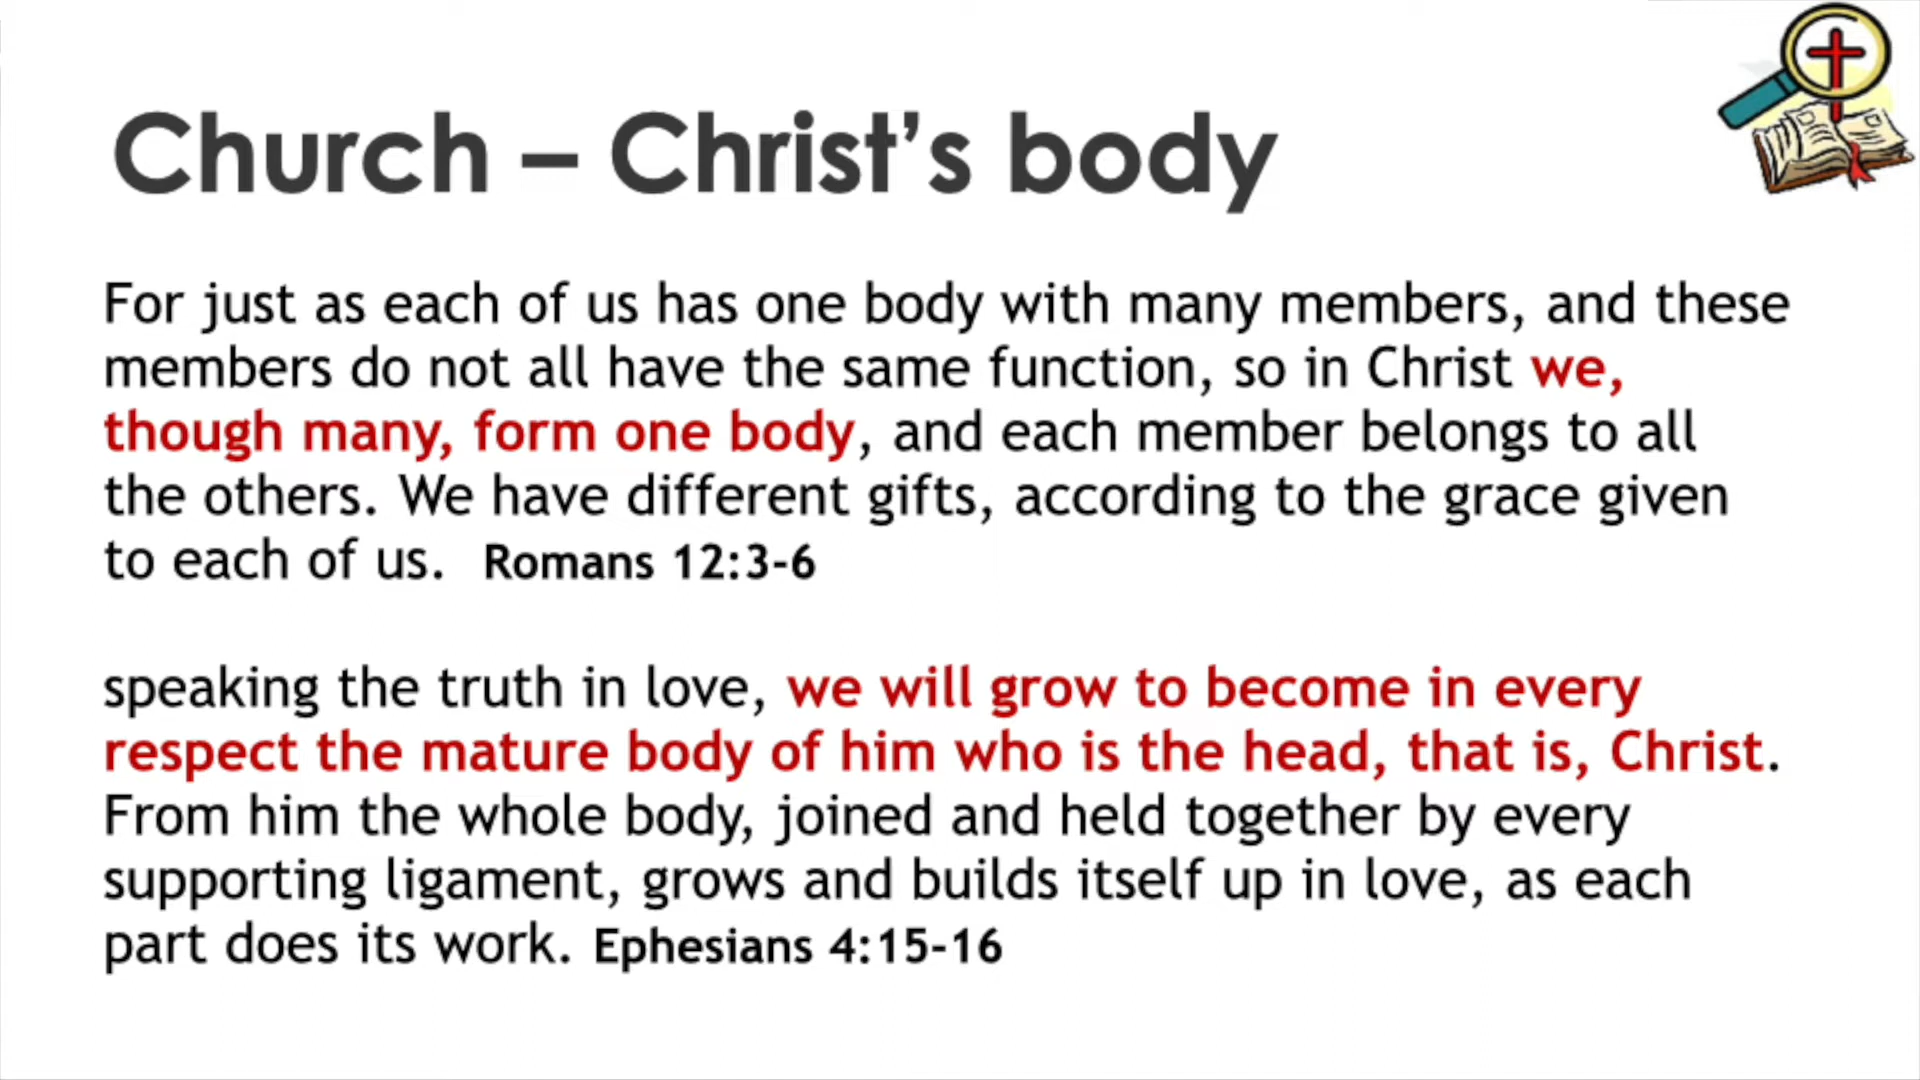 Church – Christ’s body
For just as each of us has one body with many members, and these
members do not all have the same function, so in Christ we,
though many, form one body, and each member belongs to all
the others. We have different gifts, according to the grace given
to each of us. Romans 12:3-6
speaking the truth in love, we will grow to become in every
respect the mature body of him who is the head, that is, Christ.
From him the whole body, joined and held together by every
supporting ligament, grows and builds itself up in love, as each
part does its work. Ephesians 4:15-16